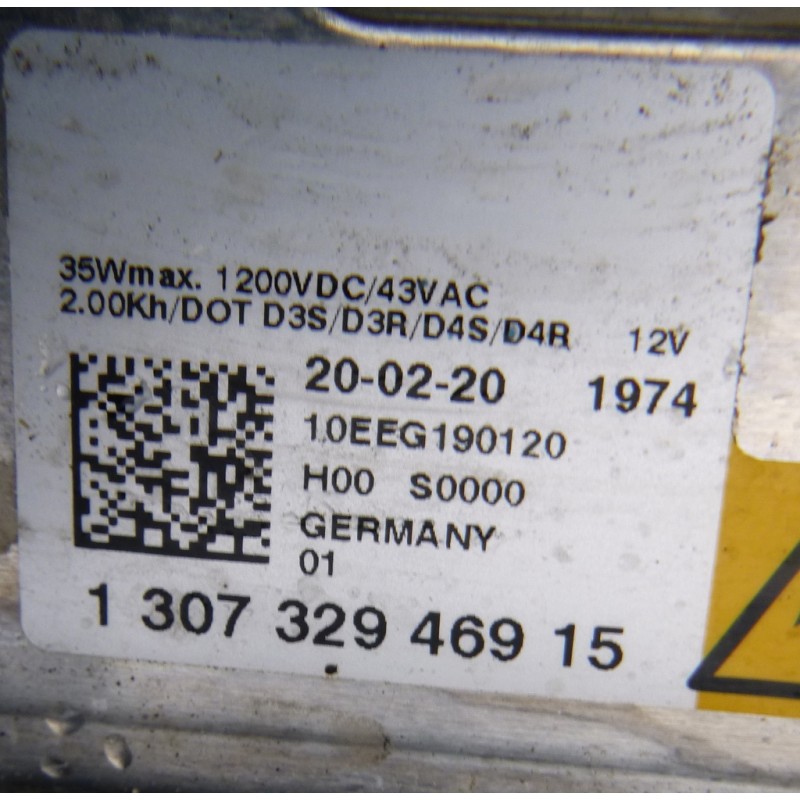 35Wmax. 1200VDC/43VAC
2.00Kh/DOT D3S/D3R/D4S/D4R 12V
20-02-20 1974
10EEG190120
H00 S0000
GERMANY
01
1 307 329 469 15